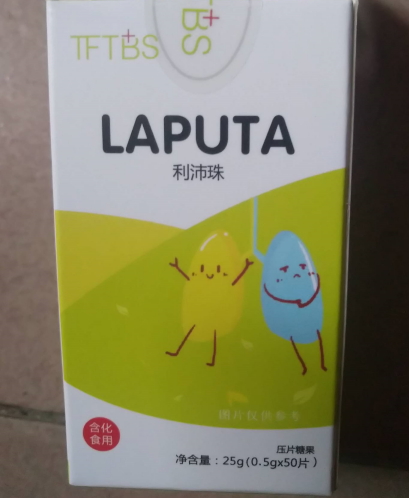 TFTBS
TBS
LAPUTA
利沛珠
图片仅供参考
含化
食用
压片糖果
净含量：25g(0.5gx50片)